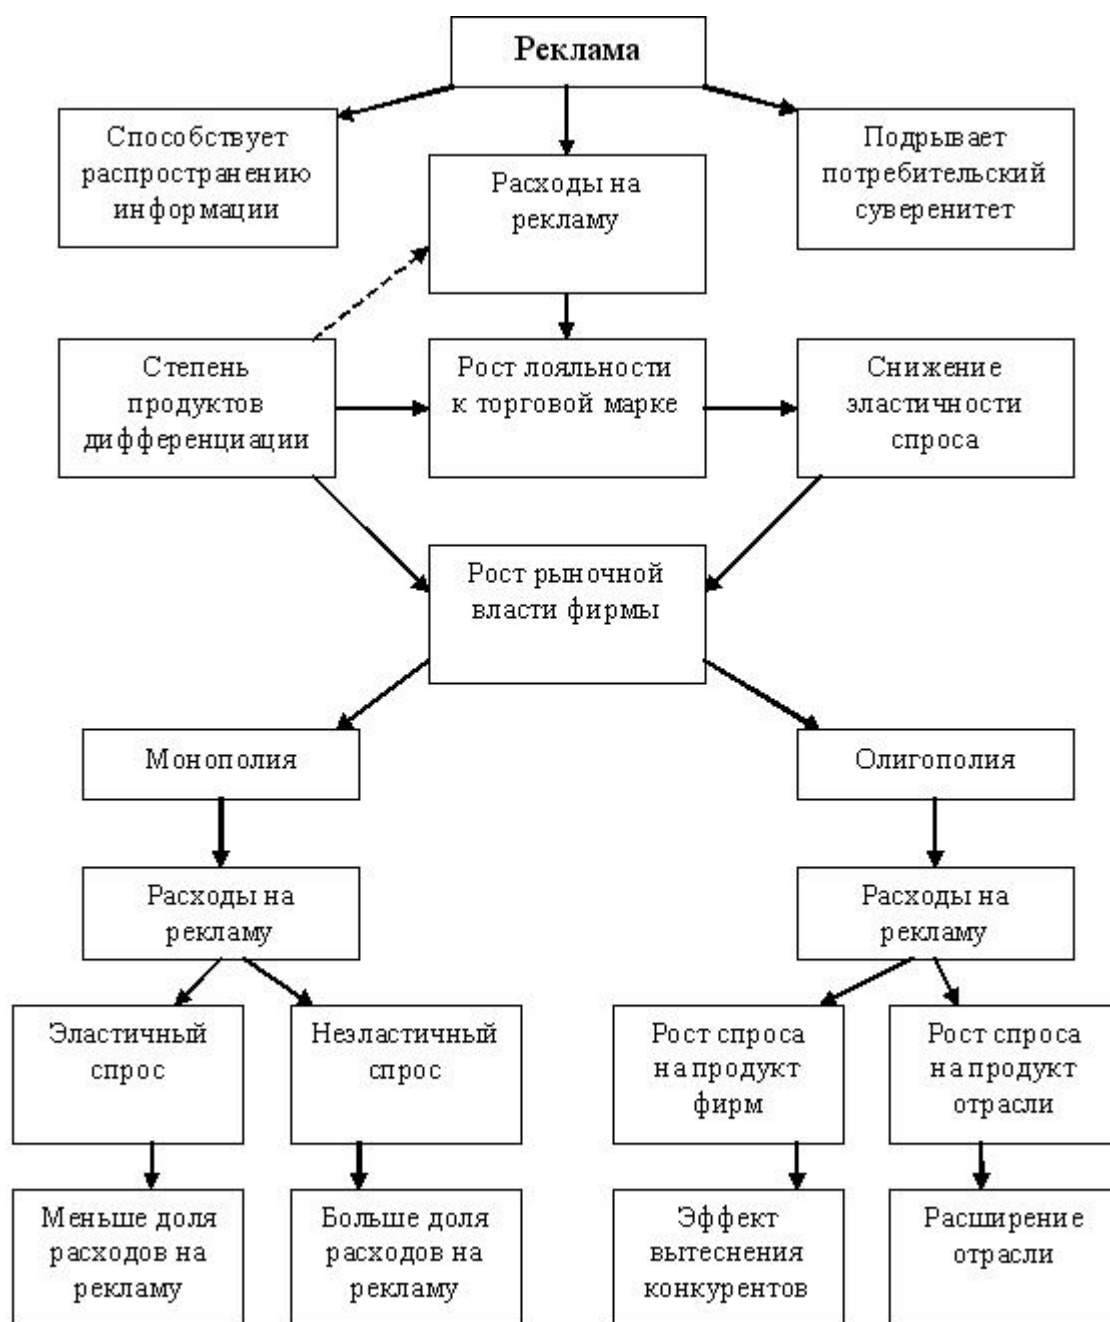 Реклама
Способствует
распространению
информации
Расходы на
рекламу
Подрывает
потребительский
суверенитет
Степень
продуктов
дифференциации
Рост лояльности
к торговой марке
Снижение
эластичности
спроса
Рост рыночной
власти фирмы
Монополия
Олигополия
Расходы на
рекламу
Расходы на
рекламу
Эластичный
спрос
Неэластичный
спрос
Рост спроса
на продукт
фирм
Рост спроса
на продукт
отрасли
Меньше доля
расходов на
рекламу
Больше доля
расходов на
рекламу
Эффект
вытеснения
конкурентов
Расширение
отрасли